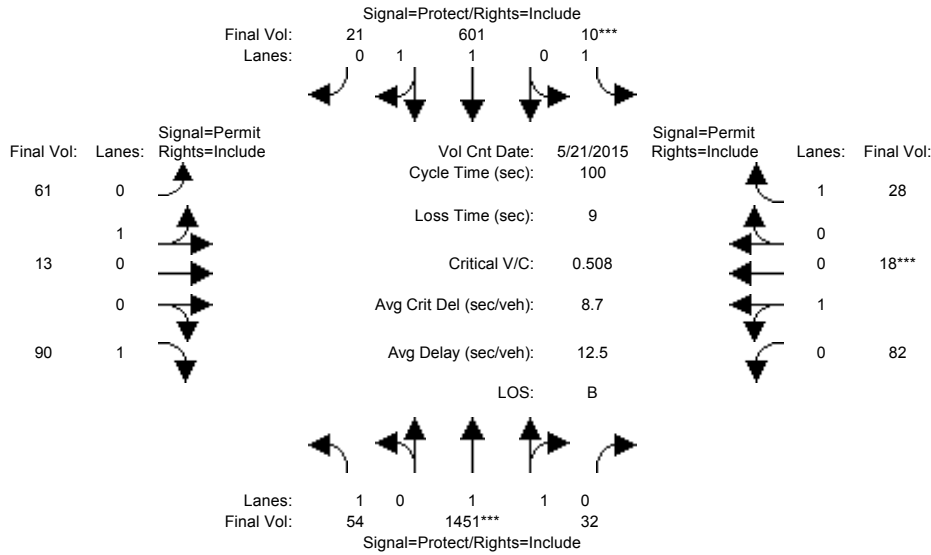 Signal=Protect/Rights=Include
Final Vol: 21 601 10***
Lanes: 0 1 1 0 1
Signal=Permit Signal=Permit
Final Vol: Lanes: Rights=Include Vol Cnt Date: 5/21/2015 Rights=Include Lanes: Final Vol:
Cycle Time (sec): 100
61 0 1 28
Loss Time (sec): 9
1 0
13 0 Critical V/C: 0.508 0 18***
0 Avg Crit Del (sec/veh): 8.7 1
90 1 Avg Delay (sec/veh): 12.5 0 82
LOS: B
Lanes: 1 0 1 1 0
Final Vol: 54 1451*** 32
Signal=Protect/Rights=Include